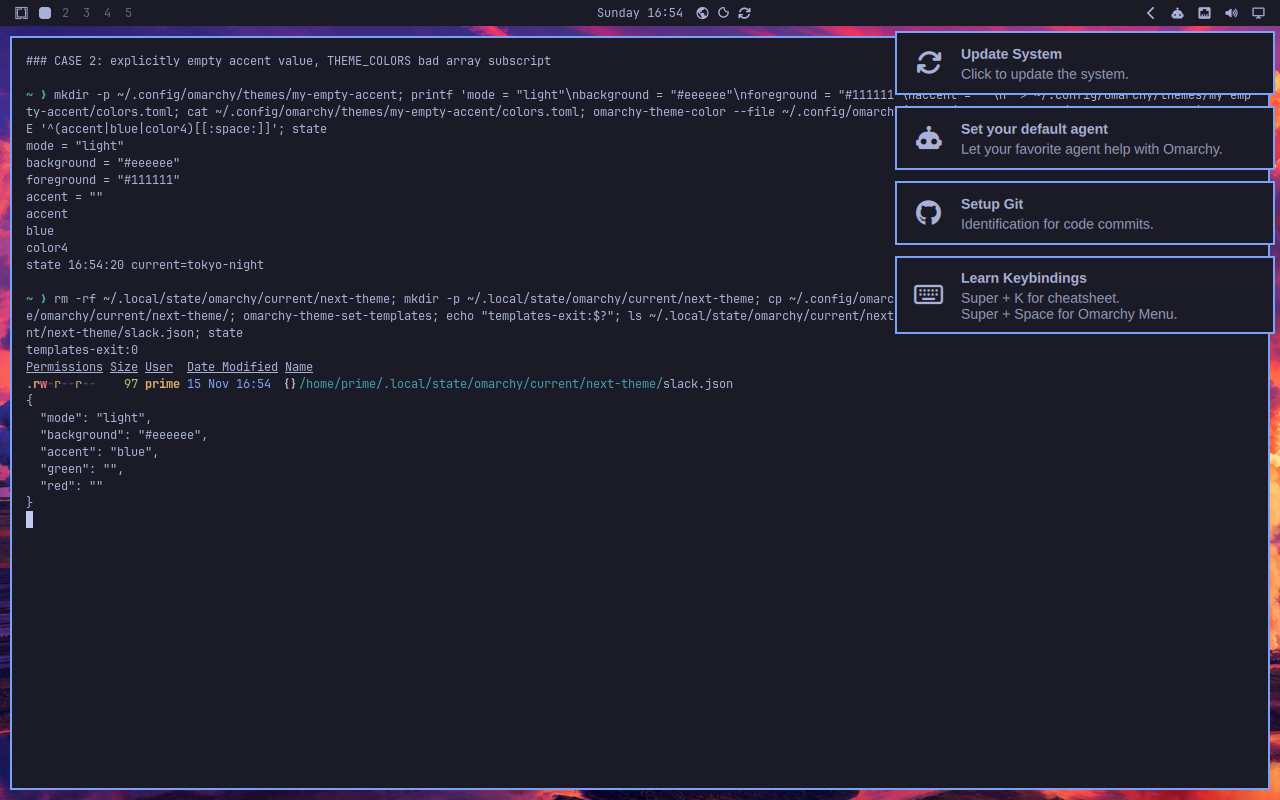 2 3 4 5
Sunday 16:54
### CASE 2: explicitly empty accent value, THEME_COLORS bad array subscript
~ ❯ mkdir -p ~/.config/omarchy/themes/my-empty-accent; printf 'mode = "light"\nbackground = "#eeeeee"\nforeground = "#111111
ty-accent/colors.toml; cat ~/.config/omarchy/themes/my-empty-accent/colors.toml; omarchy-theme-color --file ~/.config/omarc
E '^(accent|blue|color4)[[:space:]]'; state
mode = "light"
background = "#eeeeee"
foreground = "#111111"
accent = ""
accent
blue
color4
state 16:54:20 current=tokyo-night
~ ❯ rm -rf ~/.local/state/omarchy/current/next-theme; mkdir -p ~/.local/state/omarchy/current/next-theme; cp ~/.config/omarc
e/omarchy/current/next-theme/; omarchy-theme-set-templates; echo "templates-exit:$?"; ls ~/.local/state/omarchy/current/next
nt/next-theme/slack.json; state
templates-exit:0
Permissions Size User Date Modified Name
.rw-r--r-- 97 prime 15 Nov 16:54 {} /home/prime/.local/state/omarchy/current/next-theme/slack.json
{
"mode": "light",
"background": "#eeeeee",
"accent": "blue",
"green": "",
"red": ""
}
Update System
Click to update the system.
Set your default agent
Let your favorite agent help with Omarchy.
Setup Git
Identification for code commits.
Learn Keybindings
Super + K for cheatsheet.
Super + Space for Omarchy Menu.